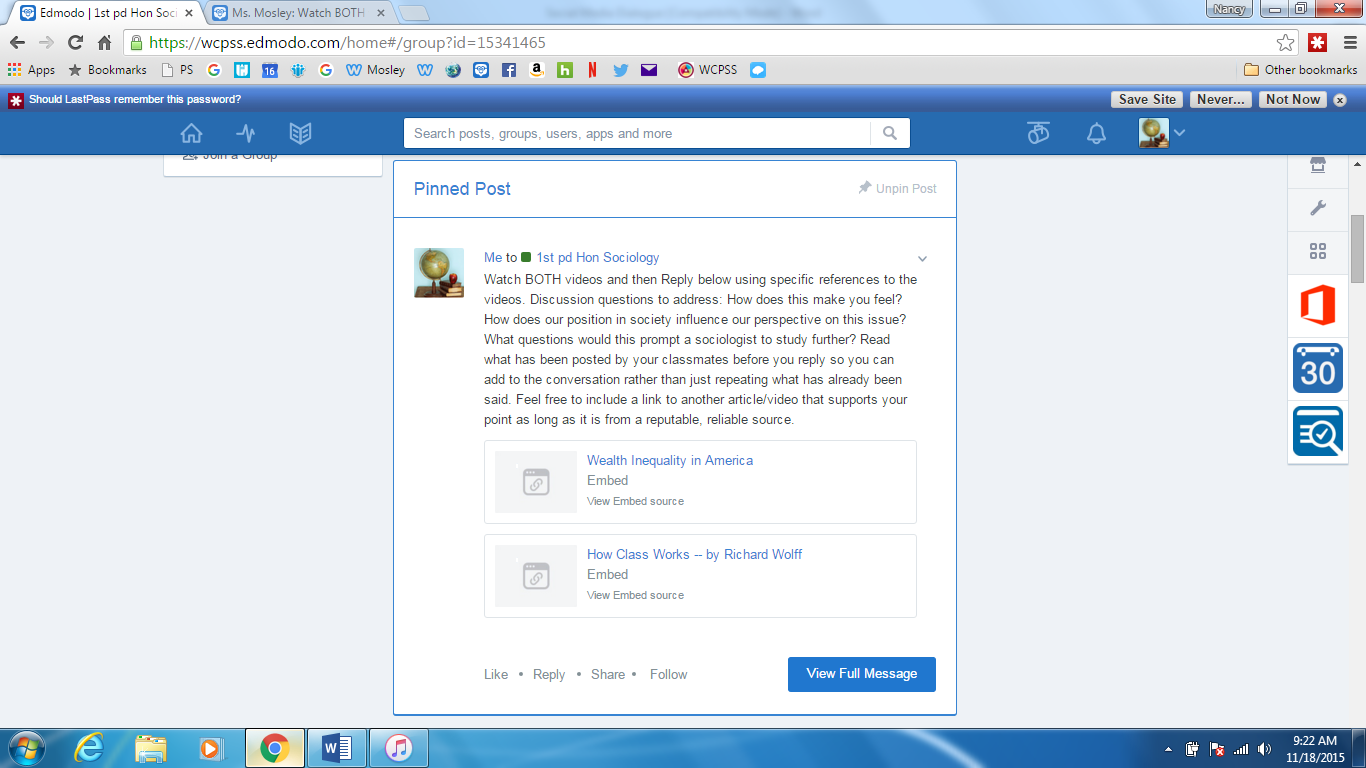 Edmodo | 1st pd Hon Soci
Ms. Mosley: Watch BOTH
Nancy
https://wcpss.edmodo.com/home#/group?id=15341465
Apps Bookmarks PS 16 Mosley WCPSS Other bookmarks
Should LastPass remember this password? Save Site Never... Not Now
Search posts, groups, users, apps and more
Join a Group
Pinned Post Unpin Post
Me to 1st pd Hon Sociology
Watch BOTH videos and then Reply below using specific references to the
videos. Discussion questions to address: How does this make you feel?
How does our position in society influence our perspective on this issue?
What questions would this prompt a sociologist to study further? Read
what has been posted by your classmates before you reply so you can
add to the conversation rather than just repeating what has already been
said. Feel free to include a link to another article/video that supports your
point as long as it is from a reputable, reliable source.
Wealth Inequality in America
Embed
View Embed source
How Class Works -- by Richard Wolff
Embed
View Embed source
Like • Reply • Share • Follow View Full Message
30
9:22 AM
11/18/2015